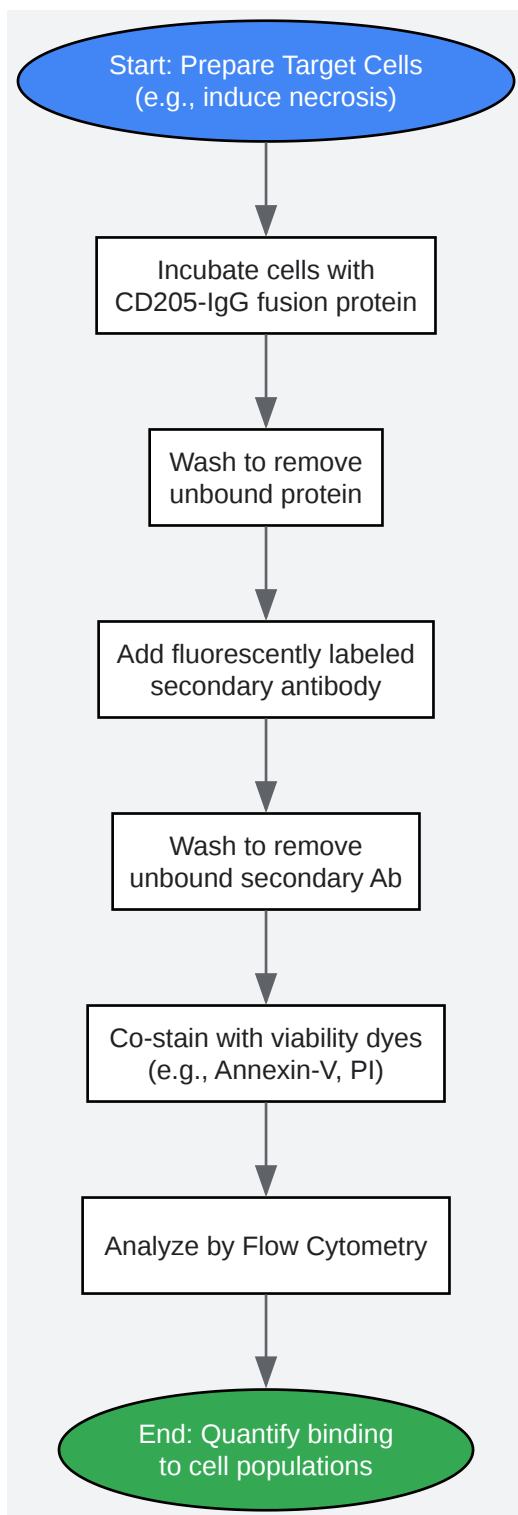 Start: Prepare Target Cells
(e.g., induce necrosis)
Incubate cells with
CD205-IgG fusion protein
Wash to remove
unbound protein
Add fluorescently labeled
secondary antibody
Wash to remove
unbound secondary Ab
Co-stain with viability dyes
(e.g., Annexin-V, PI)
Analyze by Flow Cytometry
End: Quantify binding
to cell populations